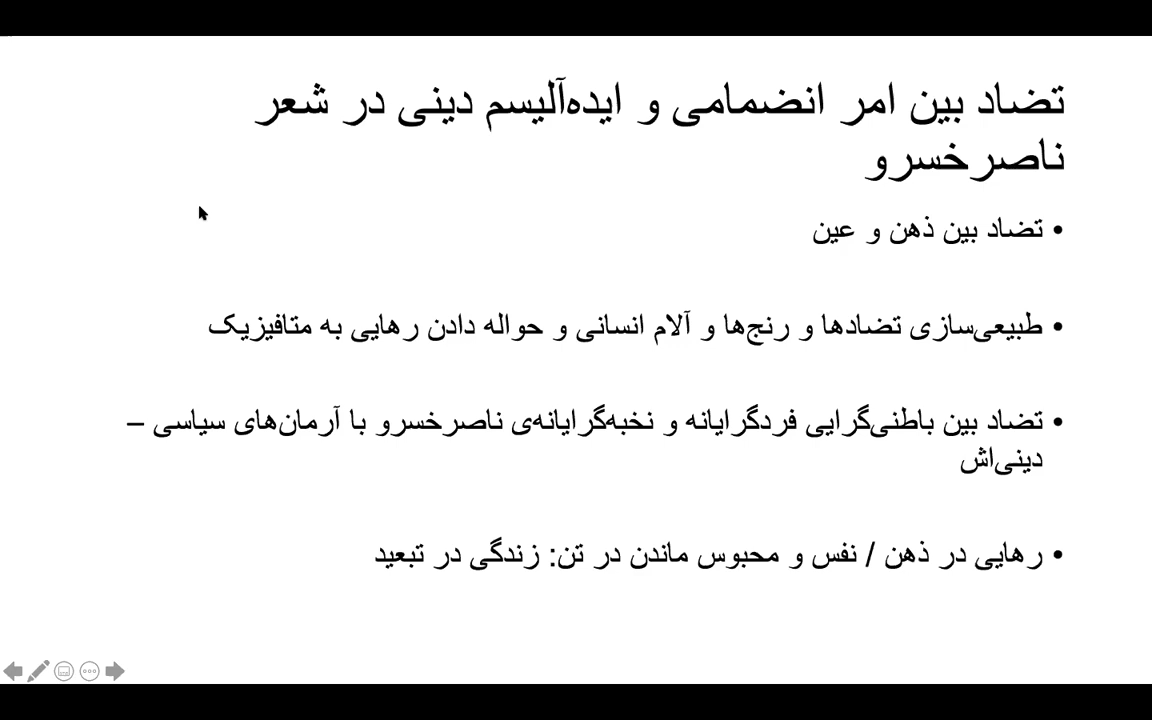 تضاد بین امر انضمامی و ایده‌آلیسم دینی در شعر
ناصرخسرو
• تضاد بین ذهن و عین
• طبیعی‌سازی تضادها و رنج‌ها و آلام انسانی و حواله دادن رهایی به متافیزیک
• تضاد بین باطنی‌گرایی فردگرایانه و نخبه‌گرایانه‌ی ناصرخسرو با آرمان‌های سیاسی –
دینی‌اش
• رهایی در ذهن / نفس و محبوس ماندن در تن: زندگی در تبعید